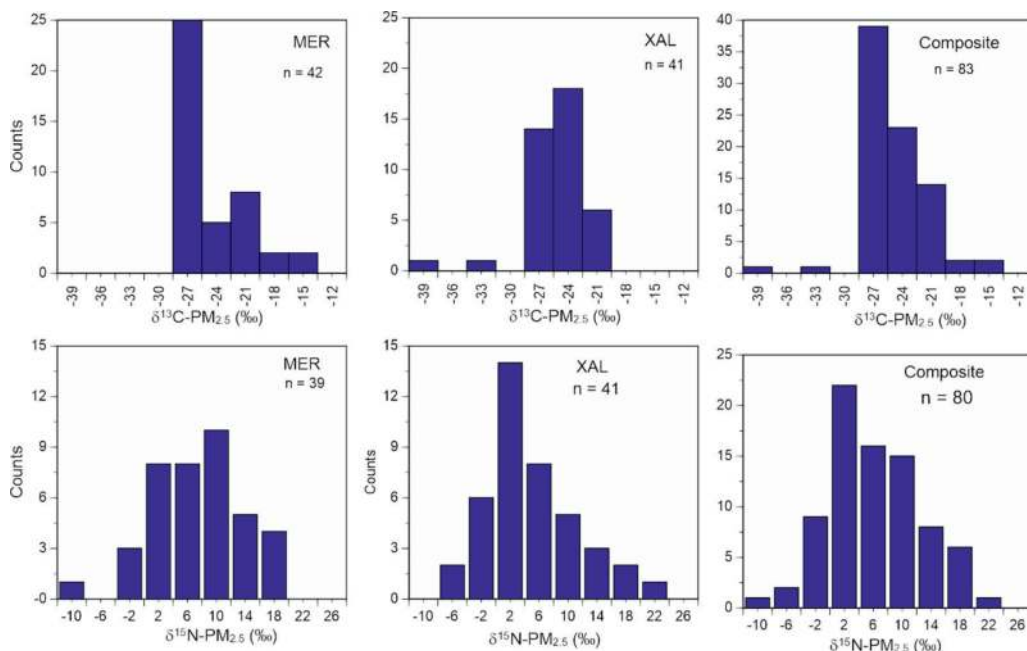 25
20
15
10
5
0
Counts
MER
n = 42
-39
-36
-33
-30
-27
-24
-21
-18
-15
-12
δ¹³C-PM₂.₅ (‰)
25
20
15
10
5
0
XAL
n = 41
-39
-33
-30
-27
-24
-21
-18
-15
-12
δ¹³C-PM₂.₅ (‰)
40
35
30
25
20
15
10
5
0
Composite
n = 83
-39
-36
-33
-30
-27
-24
-21
-18
-15
-12
δ¹³C-PM₂.₅ (‰)
15
12
9
6
3
-0
Counts
MER
n = 39
-10 -6 -2 2 6 10 14 18 22 26
δ¹⁵N-PM₂.₅ (‰)
15
12
9
6
3
0
Counts
XAL
n = 41
-10 -6 -2 2 6 10 14 18 22 26
δ¹⁵N-PM₂.₅ (‰)
25
20
15
10
5
0
Composite
n = 80
-10 -6 -2 2 6 10 14 18 22 26
δ¹⁵N-PM₂.₅ (‰)